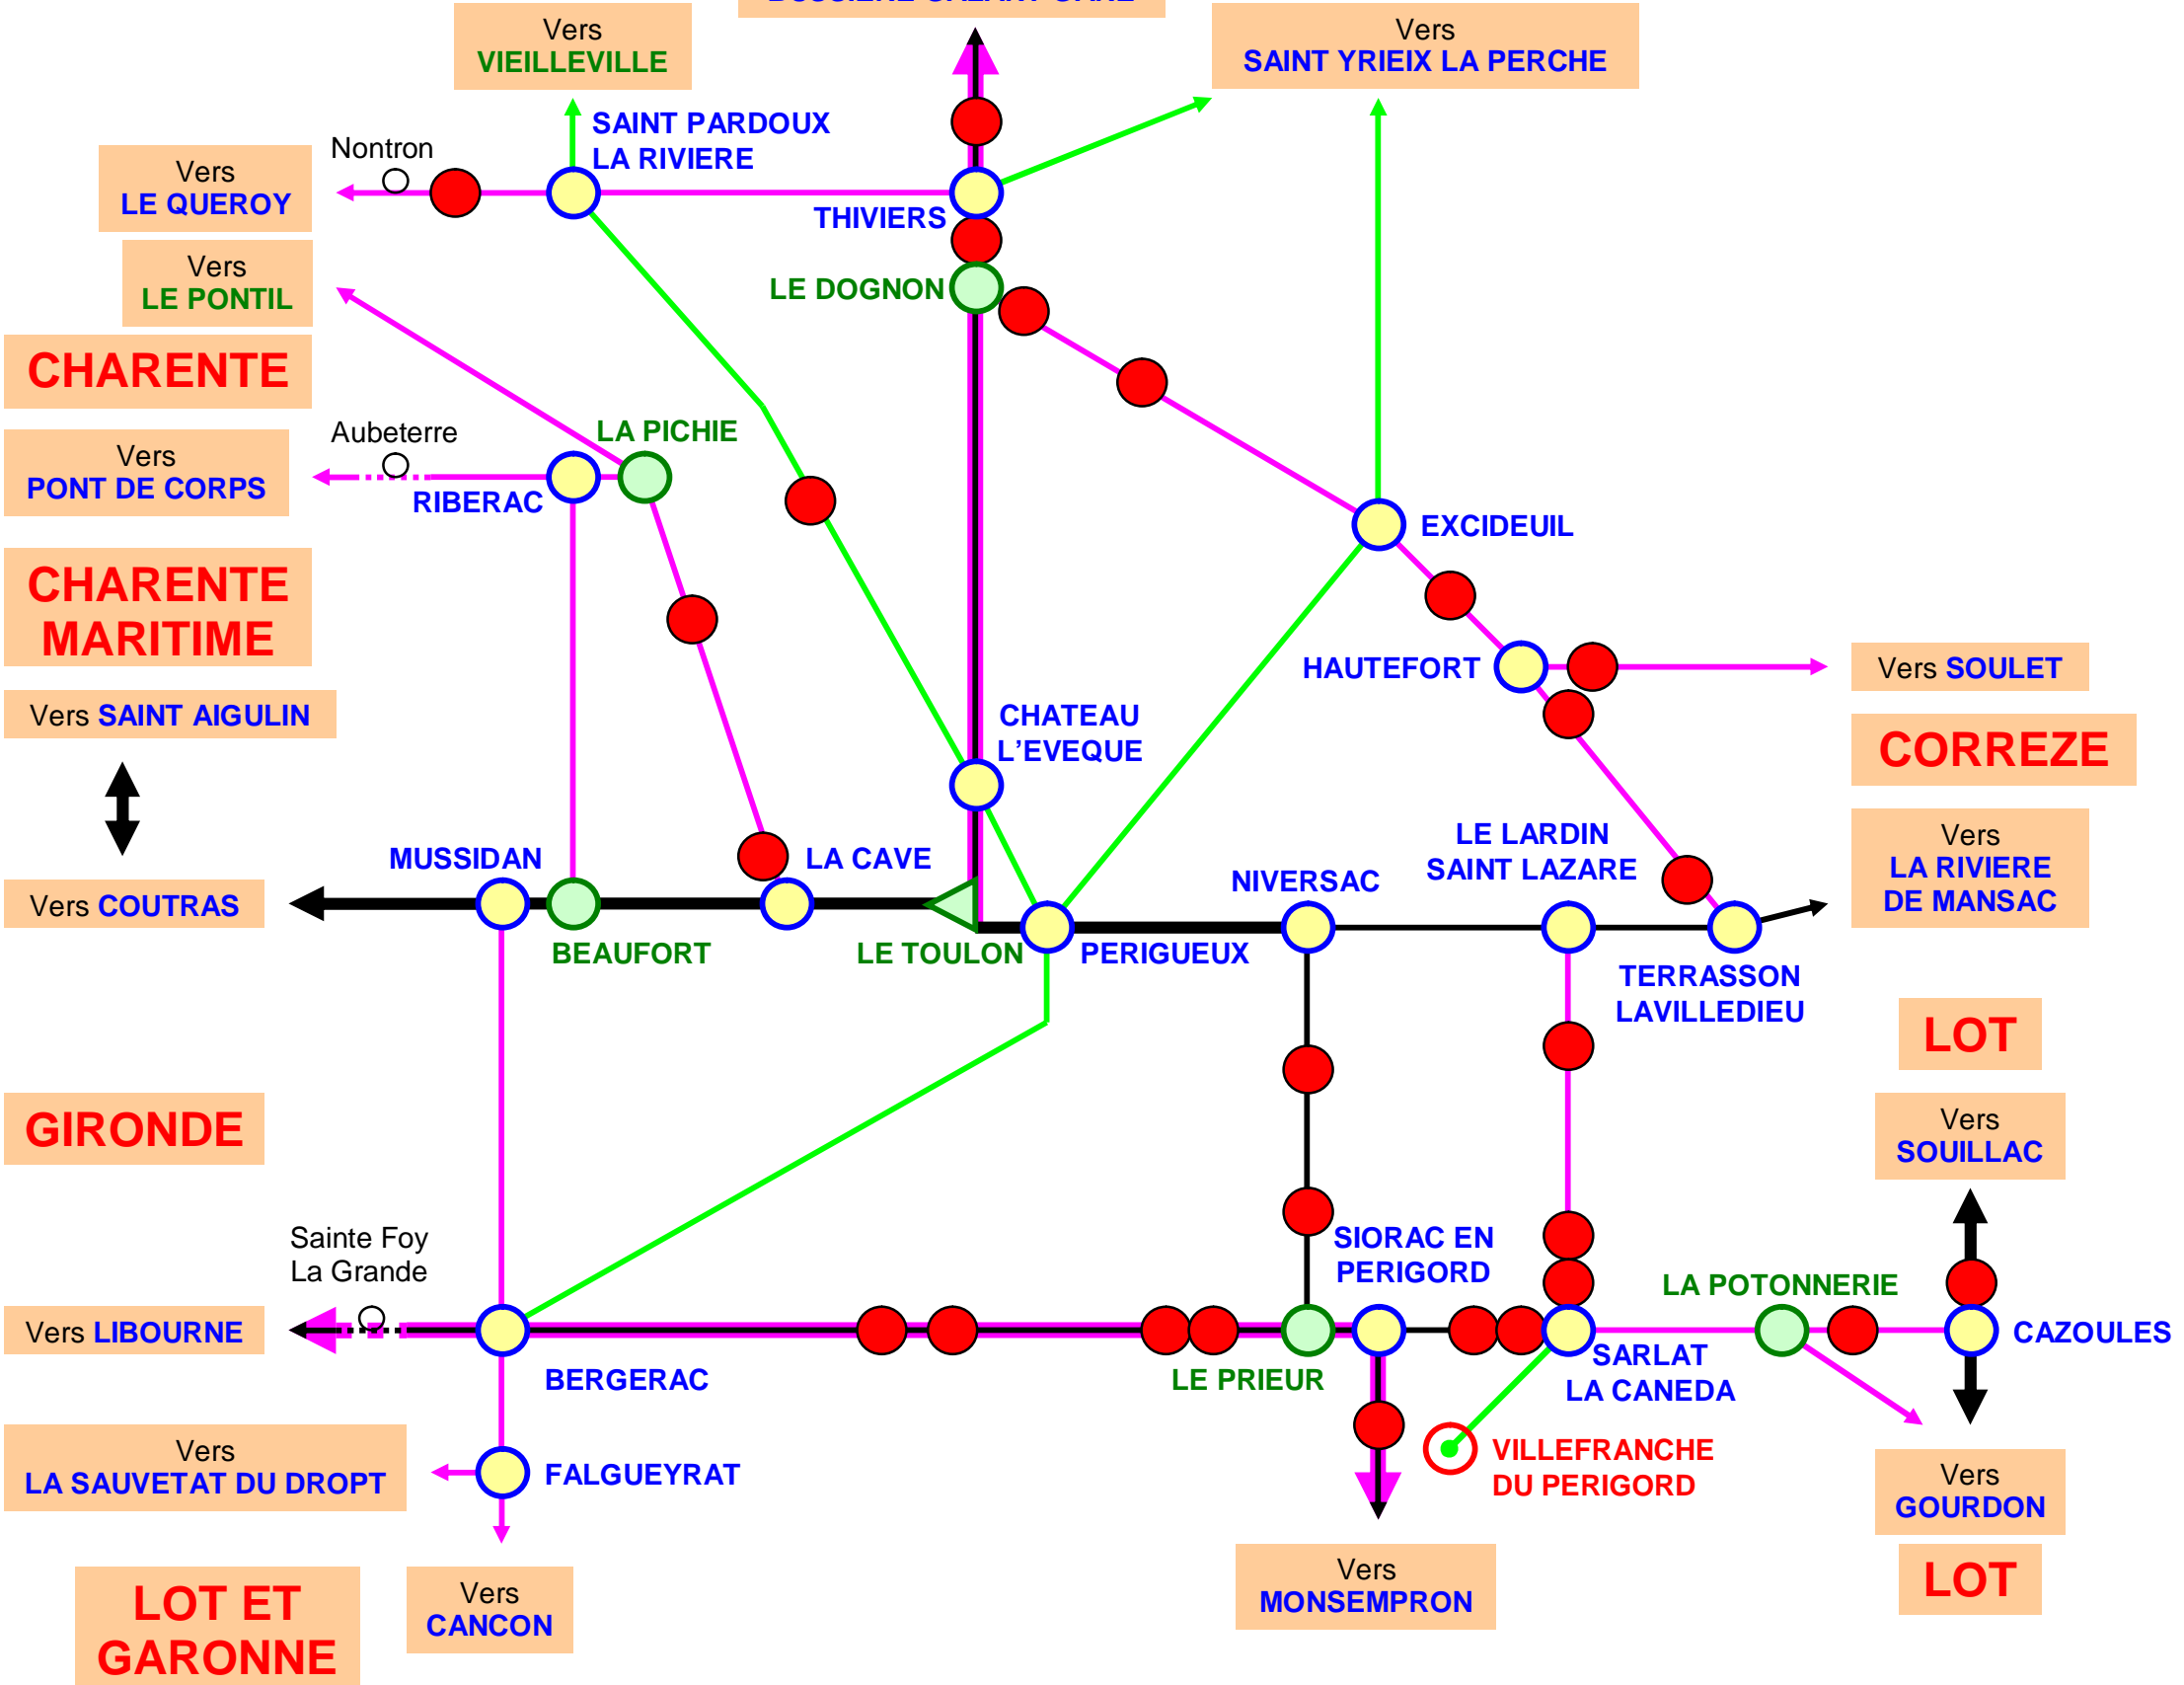 Vers
VIEILLEVILLE
Vers
SAINT YRIEIX LA PERCHE
SAINT PARDOUX
LA RIVIERE
Nontron
Vers
LE QUEROY
THIVIERS
Vers
LE PONTIL
LE DOGNON
CHARENTE
Aubeterre
LA PICHIE
Vers
PONT DE CORPS
RIBERAC
EXCIDEUIL
CHARENTE
MARITIME
HAUTEFORT
Vers SOULET
Vers SAINT AIGULIN
CHATEAU
L'EVEQUE
CORREZE
MUSSIDAN
LA CAVE
LE LARDIN
SAINT LAZARE
Vers
LA RIVIERE
DE MANSAC
NIVERSAC
Vers COUTRAS
BEAUFORT
LE TOULON
PERIGUEUX
TERRASSON
LAVILLEDIEU
LOT
GIRONDE
Vers
SOUILLAC
Sainte Foy
La Grande
SIORAC EN
PERIGORD
LA POTONNERIE
Vers LIBOURNE
CAZOULES
BERGERAC
LE PRIEUR
SARLAT
LA CANEDA
Vers
LA SAUVETAT DU DROPT
FALGUEYRAT
VILLEFRANCHE
DU PERIGORD
Vers
GOURDON
LOT ET
GARONNE
Vers
CANCON
Vers
MONSEMPRON
LOT